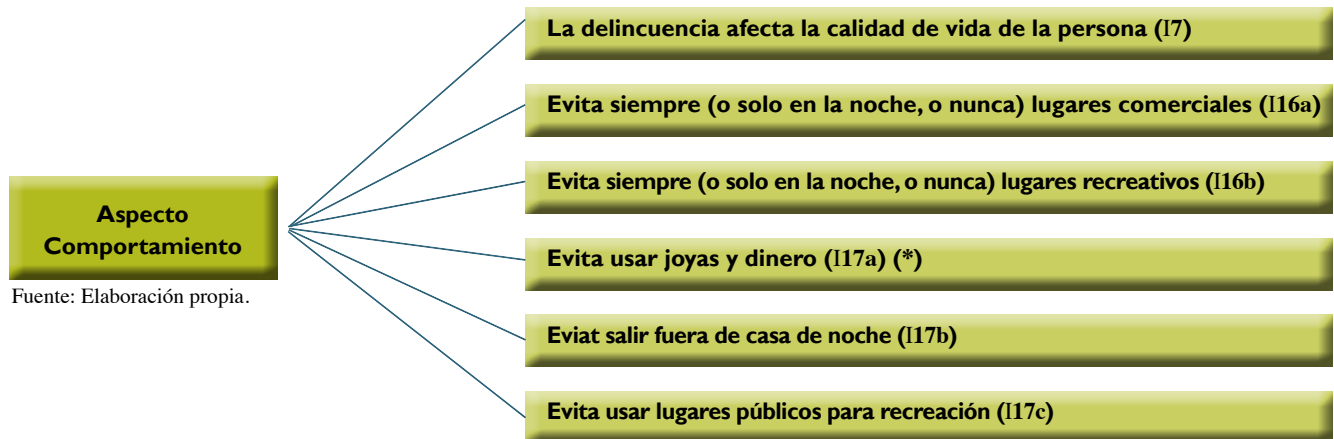 La delincuencia afecta la calidad de vida de la persona (I7)
Evita siempre (o solo en la noche, o nunca) lugares comerciales (I16a)
Evita siempre (o solo en la noche, o nunca) lugares recreativos (I16b)
Aspecto
Comportamiento
Evita usar joyas y dinero (I17a) (*)
Fuente: Elaboración propia.
Eviat salir fuera de casa de noche (I17b)
Evita usar lugares públicos para recreación (I17c)